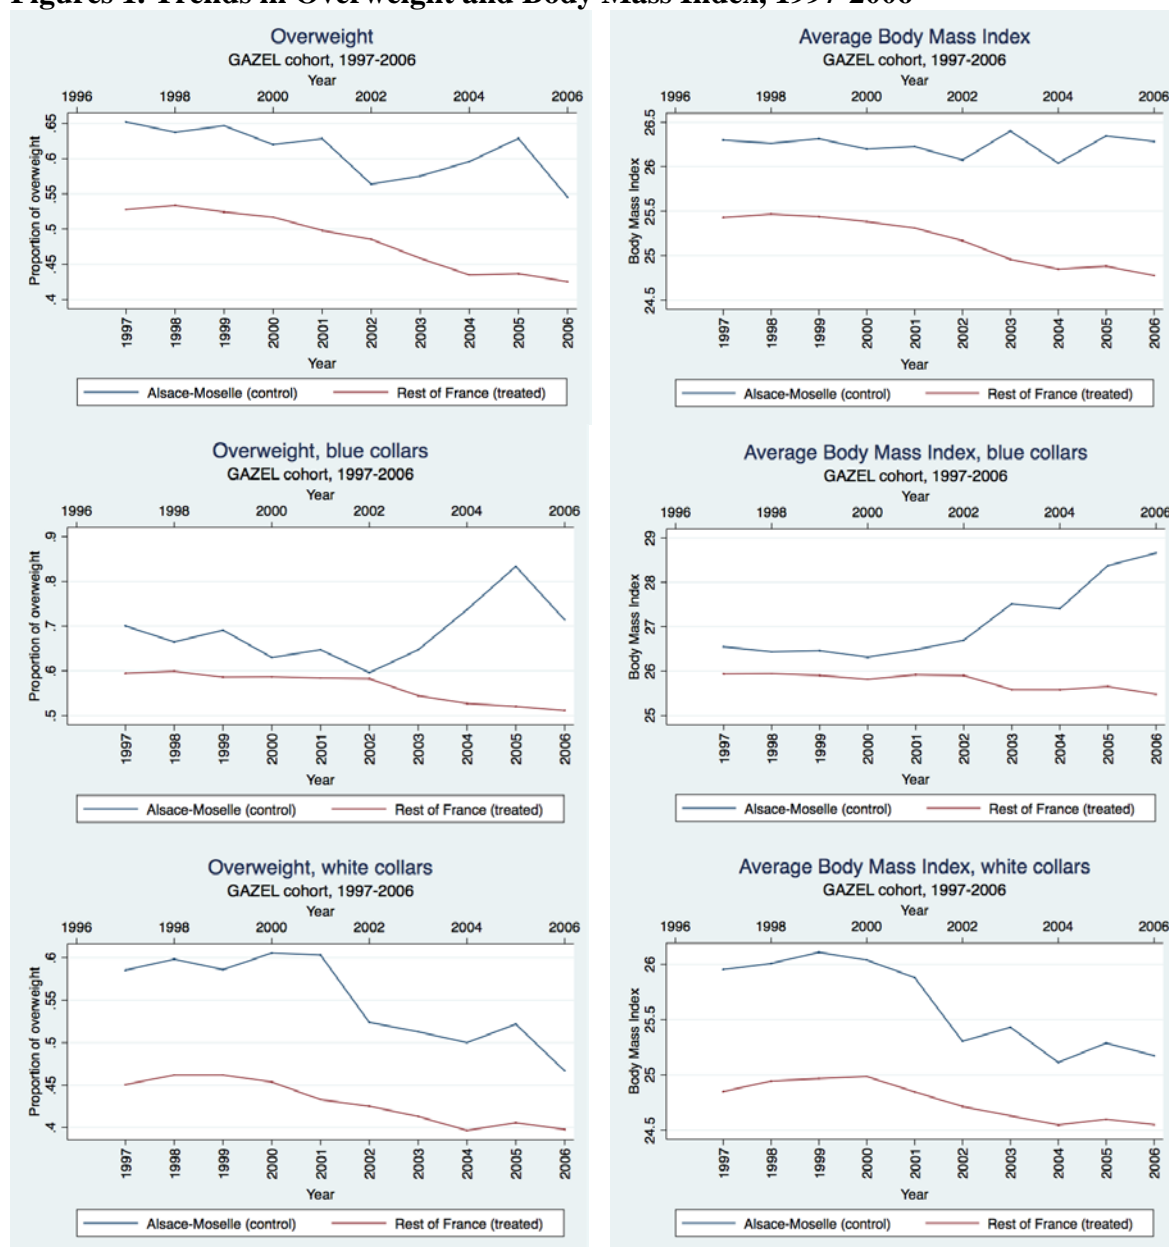 Figures 1: Trends in Overweight and Body Mass Index, 1997-2006
Overweight
GAZEL cohort, 1997-2006
Year
1996 1998 2000 2002 2004 2006
Proportion of overweight
.65
.6
.55
.5
.45
.4
1997 1998 1999 2000 2001 2002 2003 2004 2005 2006
Year
Alsace-Moselle (control) Rest of France (treated)
Average Body Mass Index
GAZEL cohort, 1997-2006
Year
1996 1998 2000 2002 2004 2006
Body Mass Index
26.5
26
25.5
25
24.5
1997 1998 1999 2000 2001 2002 2003 2004 2005 2006
Year
Alsace-Moselle (control) Rest of France (treated)
Overweight, blue collars
GAZEL cohort, 1997-2006
Year
1996 1998 2000 2002 2004 2006
Proportion of overweight
.9
.8
.7
.6
.5
1997 1998 1999 2000 2001 2002 2003 2004 2005 2006
Year
Alsace-Moselle (control) Rest of France (treated)
Average Body Mass Index, blue collars
GAZEL cohort, 1997-2006
Year
1996 1998 2000 2002 2004 2006
Body Mass Index
29
28
27
26
25
1997 1998 1999 2000 2001 2002 2003 2004 2005 2006
Year
Alsace-Moselle (control) Rest of France (treated)
Overweight, white collars
GAZEL cohort, 1997-2006
Year
1996 1998 2000 2002 2004 2006
Proportion of overweight
.6
.55
.5
.45
.4
1997 1998 1999 2000 2001 2002 2003 2004 2005 2006
Year
Alsace-Moselle (control) Rest of France (treated)
Average Body Mass Index, white collars
GAZEL cohort, 1997-2006
Year
1996 1998 2000 2002 2004 2006
Body Mass Index
26
25.5
25
24.5
1997 1998 1999 2000 2001 2002 2003 2004 2005 2006
Year
Alsace-Moselle (control) Rest of France (treated)